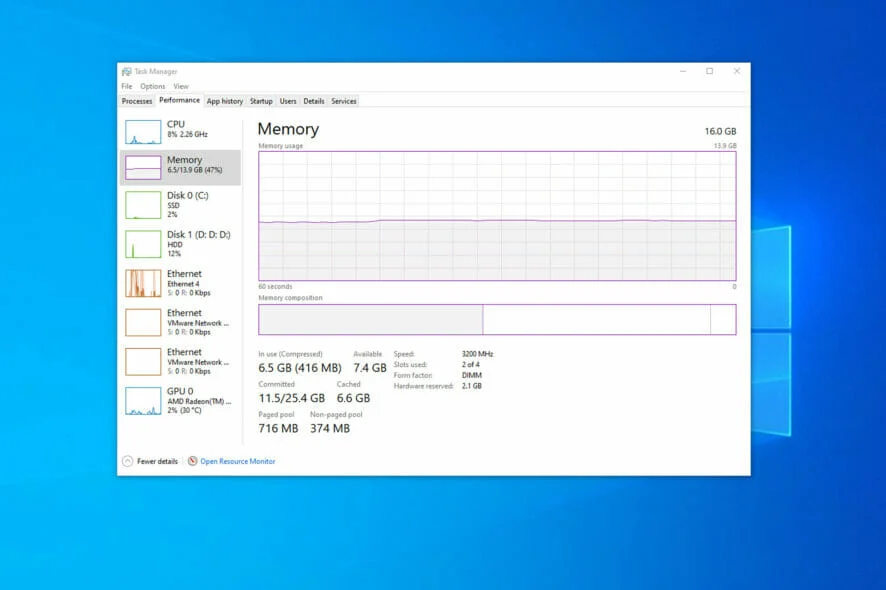 Task Manager
File Options View
Processes Performance App history Startup Users Details Services
CPU
8% 2.26 GHz
Memory
6.5/13.9 GB (47%)
Disk 0 (C:)
SSD
2%
Disk 1 (D: D: D:)
HDD
12%
Ethernet
Ethernet 4
S: 0 R: 0 Kbps
Ethernet
VMware Network ...
S: 0 R: 0 Kbps
Ethernet
VMware Network ...
S: 0 R: 0 Kbps
GPU 0
AMD Radeon(TM) ...
2% (30 °C)
Memory 16.0 GB
Memory usage 13.9 GB
60 seconds 0
Memory composition
In use (Compressed) Available
6.5 GB (416 MB) 7.4 GB
Committed Cached
11.5/25.4 GB 6.6 GB
Paged pool Non-paged pool
716 MB 374 MB
Speed: 3200 MHz
Slots used: 2 of 4
Form factor: DIMM
Hardware reserved: 2.1 GB
Fewer details Open Resource Monitor